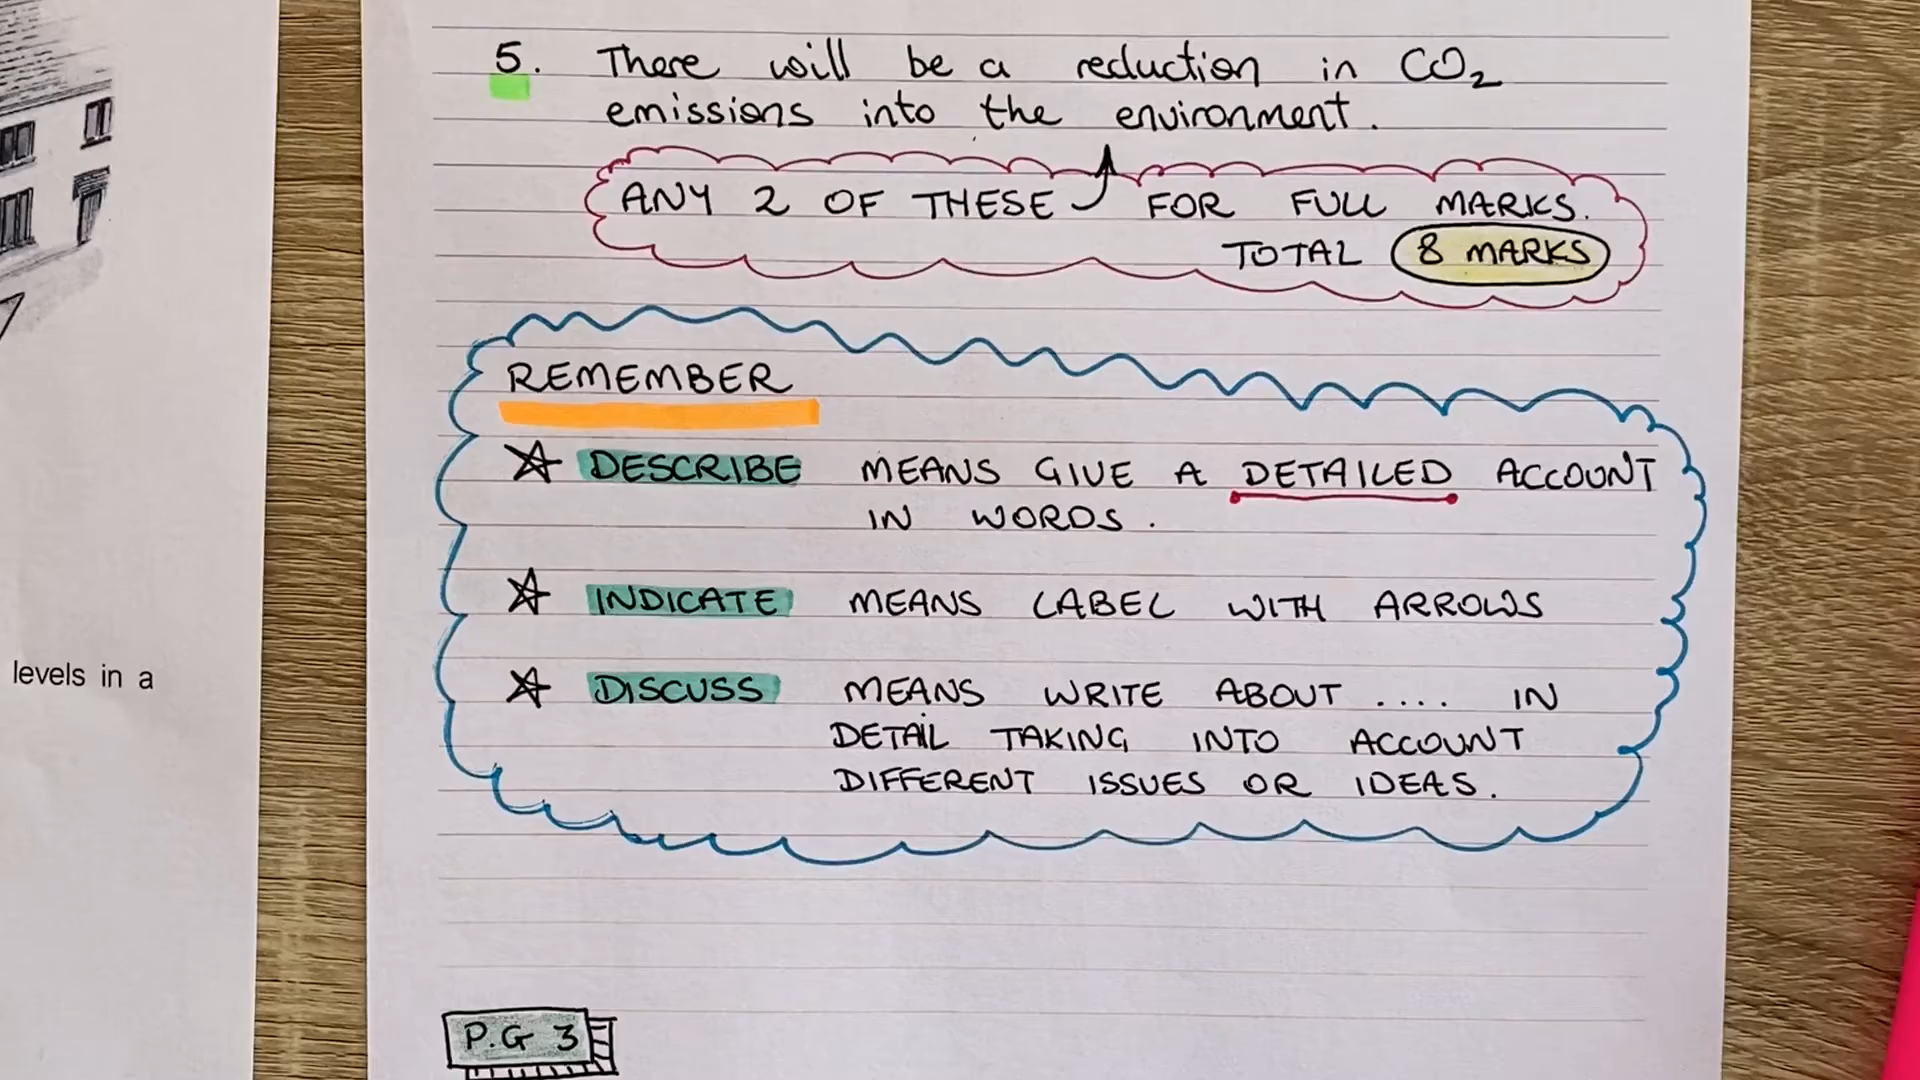 5. There will be a reduction in CO₂
emissions into the environment.
ANY 2 OF THESE FOR FULL MARKS.
TOTAL 8 MARKS
REMEMBER
DESCRIBE MEANS GIVE A DETAILED ACCOUNT
IN WORDS.
INDICATE MEANS LABEL WITH ARROWS
DISCUSS MEANS WRITE ABOUT .... IN
DETAIL TAKING INTO ACCOUNT
DIFFERENT ISSUES OR IDEAS.
levels in a
P.G 3